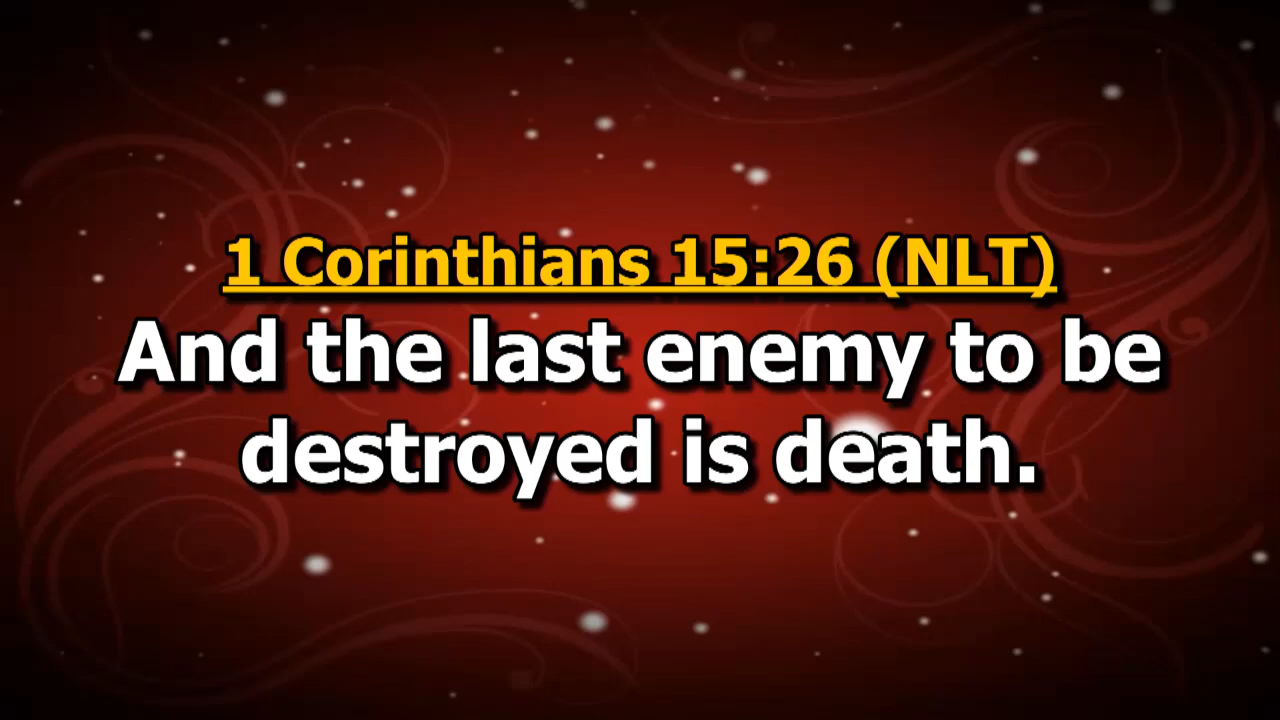 1 Corinthians 15:26 (NLT)
And the last enemy to be
destroyed is death.